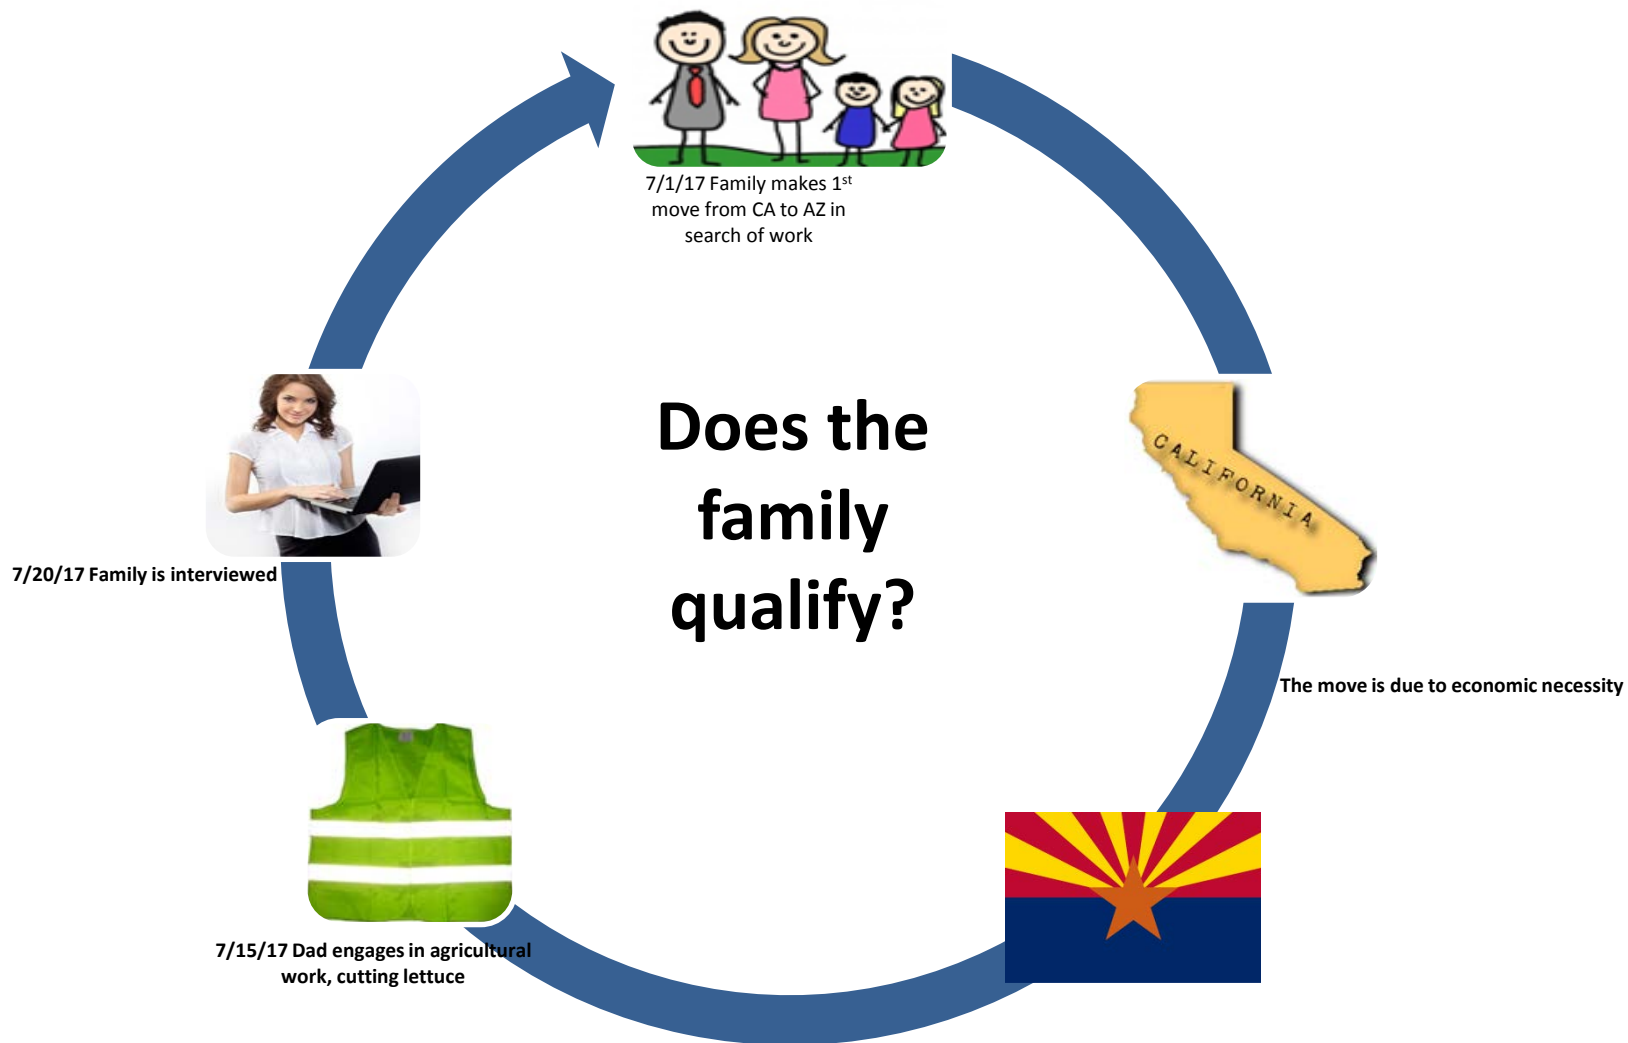 7/1/17 Family makes 1st
move from CA to AZ in
search of work
Does the
family
qualify?
CALIFORNIA
7/20/17 Family is interviewed
The move is due to economic necessity
7/15/17 Dad engages in agricultural
work, cutting lettuce